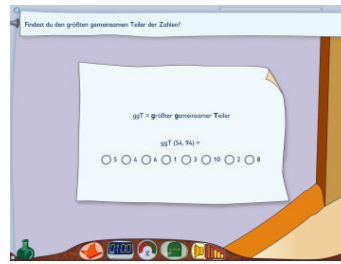 Findest du den größten gemeinsamen Teiler der Zahlen?
ggT = größter gemeinsamer Teiler
ggT (54, 94) =
5 4 6 1 3 10 2 8
0100